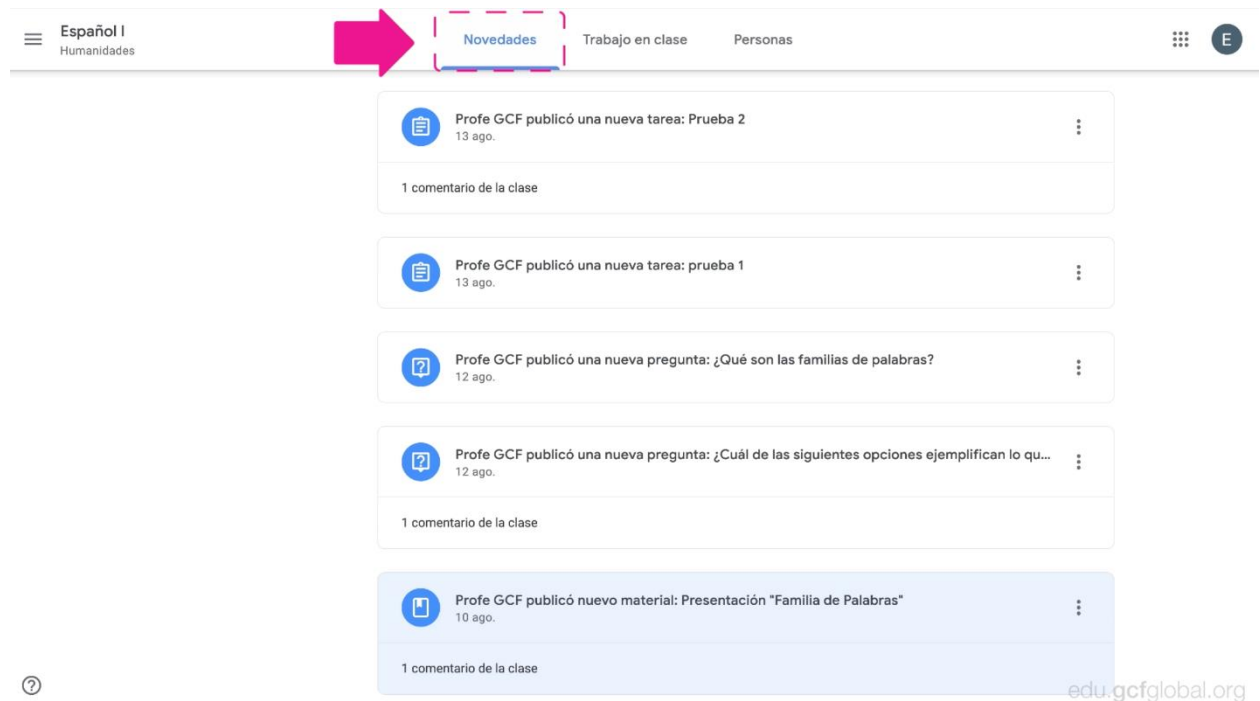 Español I
Humanidades
Novedades
Trabajo en clase
Personas
E
Profe GCF publicó una nueva tarea: Prueba 2
13 ago.
1 comentario de la clase
Profe GCF publicó una nueva tarea: prueba 1
13 ago.
Profe GCF publicó una nueva pregunta: ¿Qué son las familias de palabras?
12 ago.
Profe GCF publicó una nueva pregunta: ¿Cuál de las siguientes opciones ejemplifican lo qu...
12 ago.
1 comentario de la clase
Profe GCF publicó nuevo material: Presentación "Familia de Palabras"
10 ago.
1 comentario de la clase
edu.gcfglobal.org